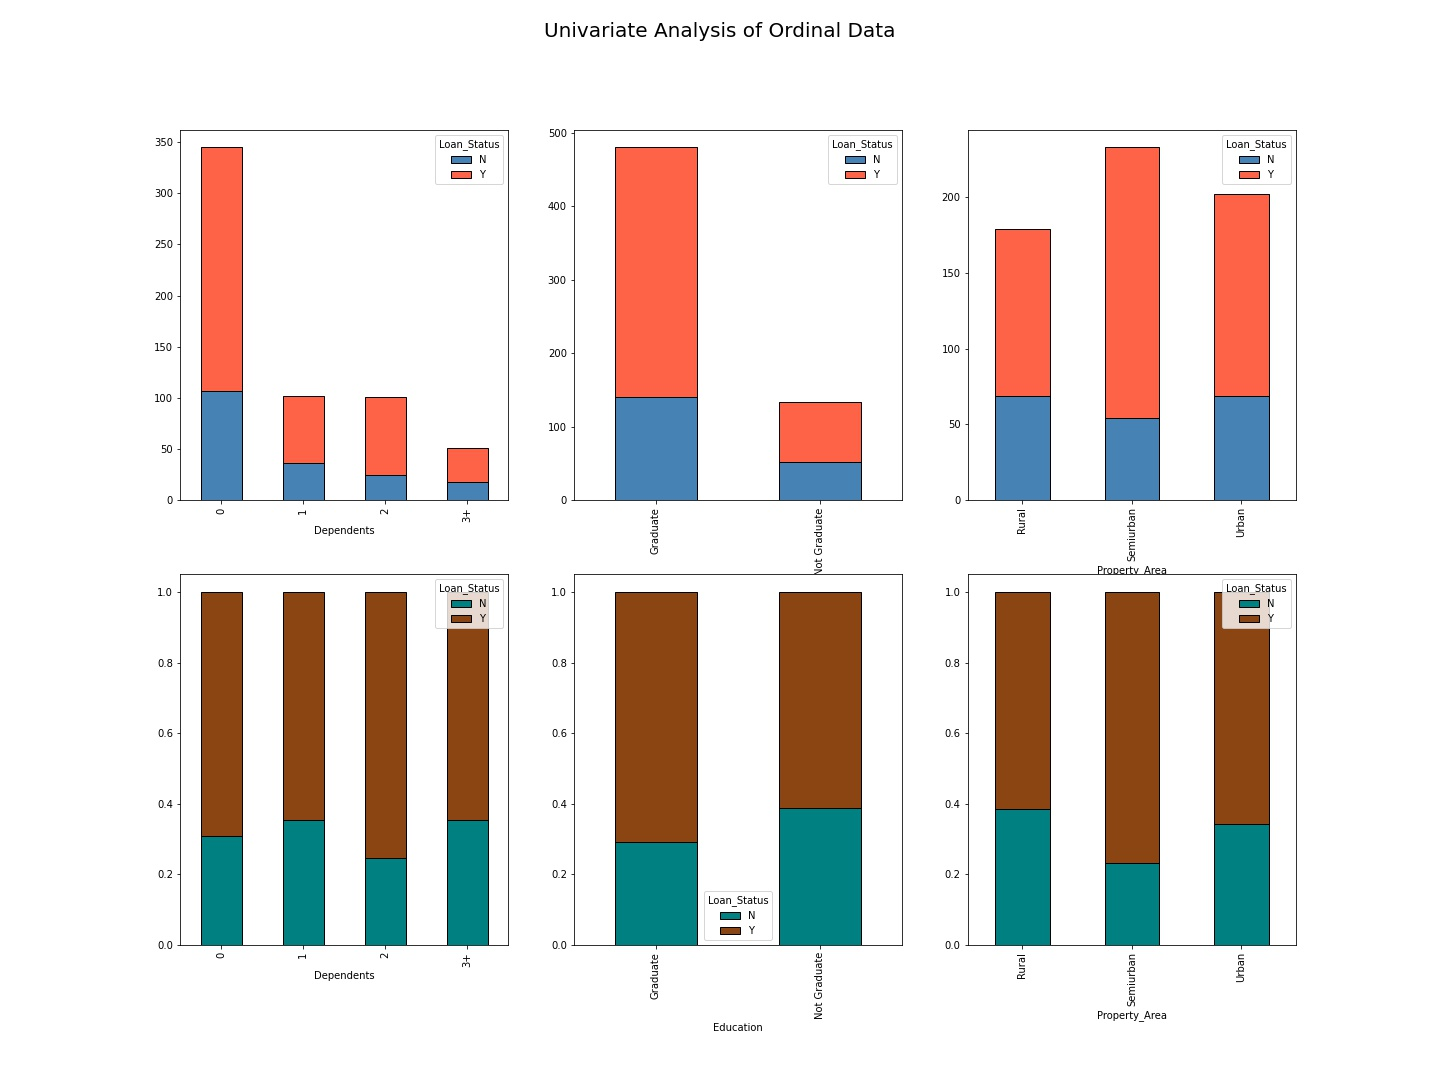 Univariate Analysis of Ordinal Data
350
300
250
200
150
100
50
0
Loan_Status
N
Y
0
1
2
3+
Dependents
500
400
300
200
100
0
Loan_Status
N
Y
Graduate
Not Graduate
200
150
100
50
0
Loan_Status
N
Y
Rural
Semiurban
Urban
Property_Area
1.0
0.8
0.6
0.4
0.2
0.0
Loan_Status
N
Y
0
1
2
3+
Dependents
1.0
0.8
0.6
0.4
0.2
0.0
Loan_Status
N
Y
Graduate
Not Graduate
Education
1.0
0.8
0.6
0.4
0.2
0.0
Loan_Status
N
Y
Rural
Semiurban
Urban
Property_Area